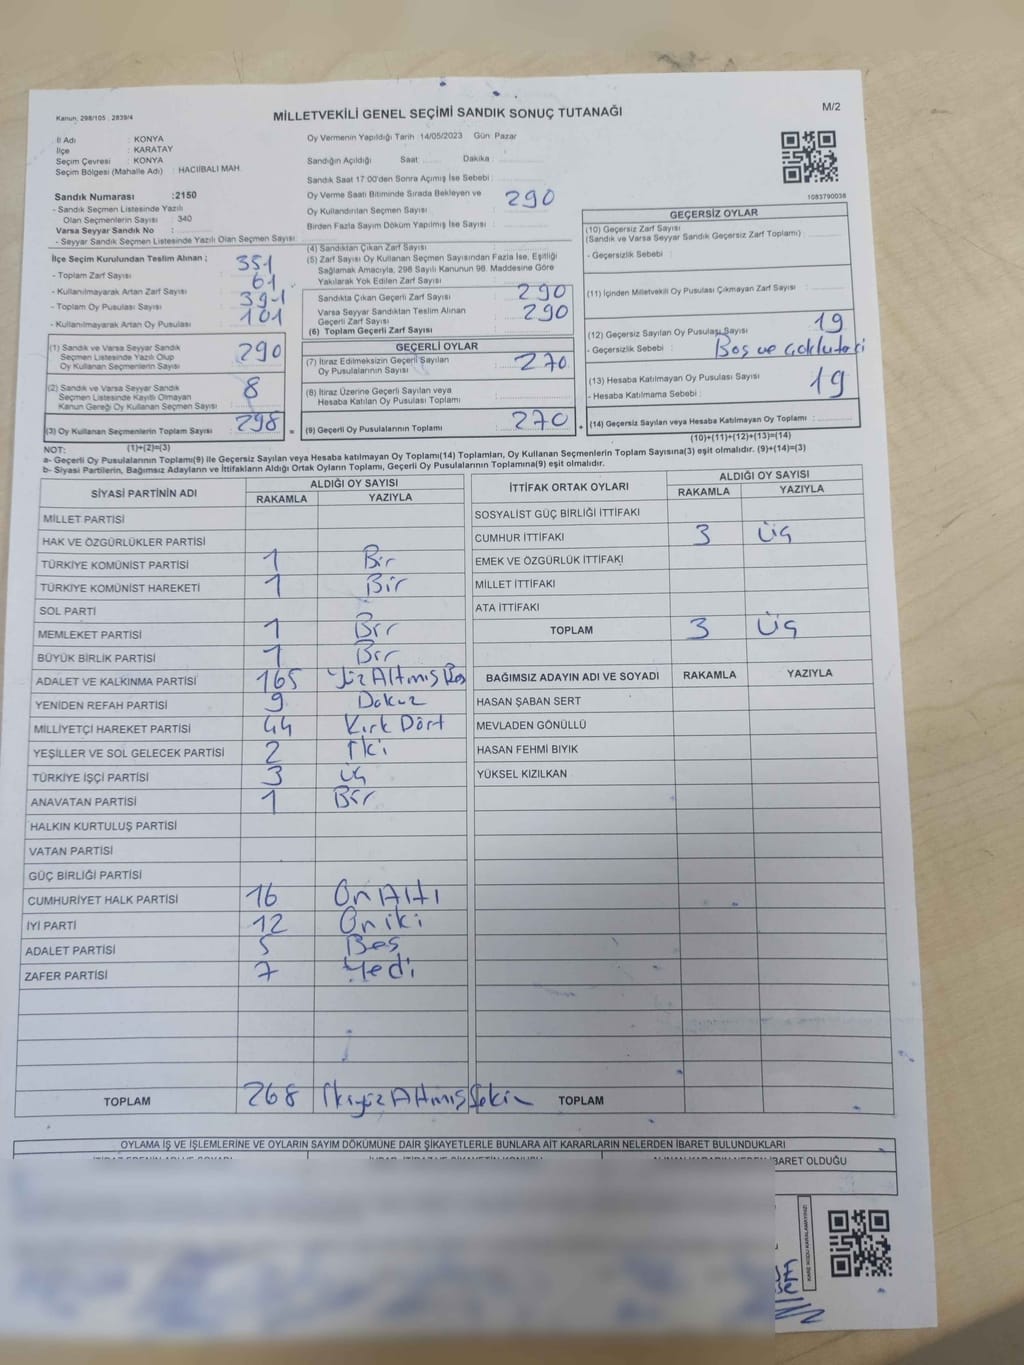 Kanun: 298/105 : 2839/4
MİLLETVEKİLİ GENEL SEÇİMİ SANDIK SONUÇ TUTANAĞI
M/2
İl Adı : KONYA
İlçe : KARATAY
Seçim Çevresi : KONYA
Seçim Bölgesi (Mahalle Adı) : HACIIBALI MAH.
Sandık Numarası : 2150
- Sandık Seçmen Listesinde Yazılı
Olan Seçmenlerin Sayısı : 340
Varsa Seyyar Sandık No :
- Seyyar Sandık Seçmen Listesinde Yazılı Olan Seçmen Sayısı :
Oy Vermenin Yapıldığı Tarih 14/05/2023 Gün Pazar
Sandığın Açıldığı Saat: Dakika :
Sandık Saat 17:00'den Sonra Açımış İse Sebebi :
Oy Verme Saati Bitiminde Sırada Bekleyen ve
Oy Kullandırılan Seçmen Sayısı : 290
Birden Fazla Sayım Döküm Yapılmış İse Sayısı :
1083790036
İlçe Seçim Kurulundan Teslim Alınan ;
- Toplam Zarf Sayısı 351
- Kullanılmayarak Artan Zarf Sayısı : 61
- Toplam Oy Pusulası Sayısı : 391
- Kullanılmayarak Artan Oy Pusulası 101
(1) Sandık ve Varsa Seyyar Sandık
Seçmen Listesinde Yazılı Olup
Oy Kullanan Seçmenlerin Sayısı 290
(2) Sandık ve Varsa Seyyar Sandık
Seçmen Listesinde Kayıtlı Olmayan
Kanun Gereği Oy Kullanan Seçmen Sayısı : 8
(3) Oy Kullanan Seçmenlerin Toplam Sayısı : 298
(1)+(2)=(3)
(4) Sandıktan Çıkan Zarf Sayısı :
(5) Zarf Sayısı Oy Kullanan Seçmen Sayısından Fazla İse, Eşitliği
Sağlamak Amacıyla, 298 Sayılı Kanunun 98. Maddesine Göre
Yakılarak Yok Edilen Zarf Sayısı :
Sandıkta Çıkan Geçerli Zarf Sayısı 290
Varsa Seyyar Sandıktan Teslim Alınan
Geçerli Zarf Sayısı : 290
(6) Toplam Geçerli Zarf Sayısı :
GEÇERLİ OYLAR
(7) İtiraz Edilmeksizin Geçerli Sayılan
Oy Pusulalarının Sayısı : 270
(8) İtiraz Üzerine Geçerli Sayılan veya
Hesaba Katılan Oy Pusulası Toplamı :
= (9) Geçerli Oy Pusulalarının Toplamı : 270
GEÇERSİZ OYLAR
(10) Geçersiz Zarf Sayısı
(Sandık ve Varsa Seyyar Sandık Geçersiz Zarf Toplamı) :
- Geçersizlik Sebebi :
(11) İçinden Milletvekili Oy Pusulası Çıkmayan Zarf Sayısı :
(12) Geçersiz Sayılan Oy Pusulası Sayısı 19
- Geçersizlik Sebebi : Boş ve
(13) Hesaba Katılmayan Oy Pusulası Sayısı : 19
- Hesaba Katılmama Sebebi :
+ (14) Geçersiz Sayılan veya Hesaba Katılmayan Oy Toplamı :
(10)+(11)+(12)+(13)=(14)
NOT:
a- Geçerli Oy Pusulalarının Toplamı(9) ile Geçersiz Sayılan veya Hesaba katılmayan Oy Toplamı(14) Toplamları, Oy Kullanan Seçmenlerin Toplam Sayısına(3) eşit olmalıdır. (9)+(14)=(3)
b- Siyasi Partilerin, Bağımsız Adayların ve İttifakların Aldığı Ortak Oyların Toplamı, Geçerli Oy Pusulalarının Toplamına(9) eşit olmalıdır.
SİYASİ PARTİNİN ADI ALDIĞI OY SAYISI
RAKAMLA YAZIYLA
MİLLET PARTİSİ
HAK VE ÖZGÜRLÜKLER PARTİSİ
TÜRKİYE KOMÜNİST PARTİSİ 1 Bir
TÜRKİYE KOMÜNİST HAREKETİ 1 Bir
SOL PARTİ
MEMLEKET PARTİSİ 1 Bir
BÜYÜK BİRLİK PARTİSİ 1 Bir
ADALET VE KALKINMA PARTİSİ 165 Yüz Altmış Beş
YENİDEN REFAH PARTİSİ 9 Dokuz
MİLLİYETÇİ HAREKET PARTİSİ 44 Kırk Dört
YEŞİLLER VE SOL GELECEK PARTİSİ 2 İki
TÜRKİYE İŞÇİ PARTİSİ 3 üç
ANAVATAN PARTİSİ 1 Bir
HALKIN KURTULUŞ PARTİSİ
VATAN PARTİSİ
GÜÇ BİRLİĞİ PARTİSİ
CUMHURİYET HALK PARTİSİ 16 On Altı
İYİ PARTİ 12 On iki
ADALET PARTİSİ 5 Beş
ZAFER PARTİSİ 7 Yedi
TOPLAM 268 İkiyüz Altmış Sekiz
İTTİFAK ORTAK OYLARI ALDIĞI OY SAYISI
RAKAMLA YAZIYLA
SOSYALİST GÜÇ BİRLİĞİ İTTİFAKI
CUMHUR İTTİFAKI 3 Üç
EMEK VE ÖZGÜRLÜK İTTİFAKI
MİLLET İTTİFAKI
ATA İTTİFAKI
TOPLAM 3 Üç
BAĞIMSIZ ADAYIN ADI VE SOYADI RAKAMLA YAZIYLA
HASAN ŞABAN SERT
MEVLADEN GÖNÜLLÜ
HASAN FEHMİ BIYIK
YÜKSEL KIZILKAN
TOPLAM
OYLAMA İŞ VE İŞLEMLERİNE VE OYLARIN SAYIM DÖKÜMÜNE DAİR ŞİKAYETLERLE BUNLARA AİT KARARLARIN NELERDEN İBARET BULUNDUKLARI
BARET OLDUĞU
KARE KODU KARALAMAYINIZ!